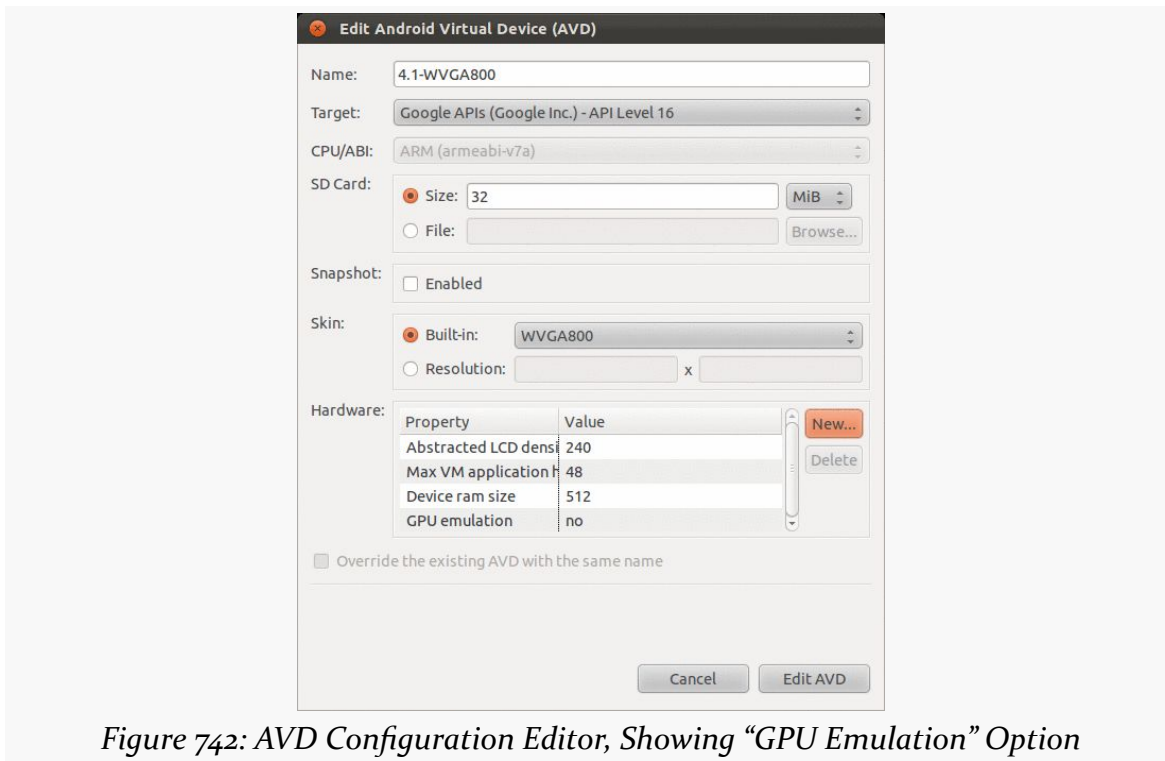 Edit Android Virtual Device (AVD)
Name: 4.1-WVGA800
Target: Google APIs (Google Inc.) - API Level 16
CPU/ABI: ARM (armeabi-v7a)
SD Card:
Size: 32 MiB
File: Browse...
Snapshot:
Enabled
Skin:
Built-in: WVGA800
Resolution: x
Hardware:
Property Value New...
Abstracted LCD densi 240
Delete
Max VM application h 48
Device ram size 512
GPU emulation no
Override the existing AVD with the same name
Cancel Edit AVD
Figure 742: AVD Configuration Editor, Showing “GPU Emulation” Option